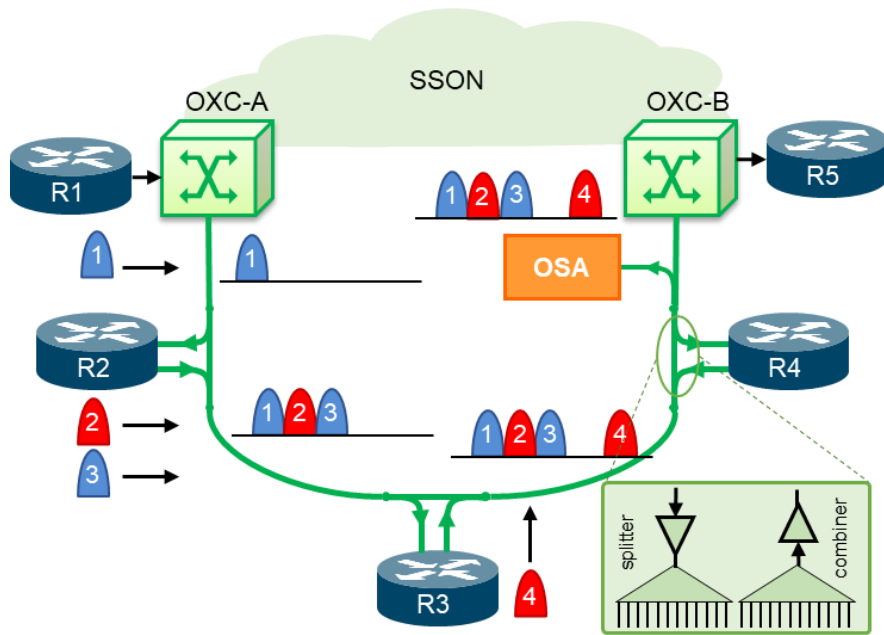 SSON
OXC-A
OXC-B
R1
R5
1 2 3 4
1
1
OSA
R2
R4
2
3
1 2 3
1 2 3 4
R3
4
splitter
combiner